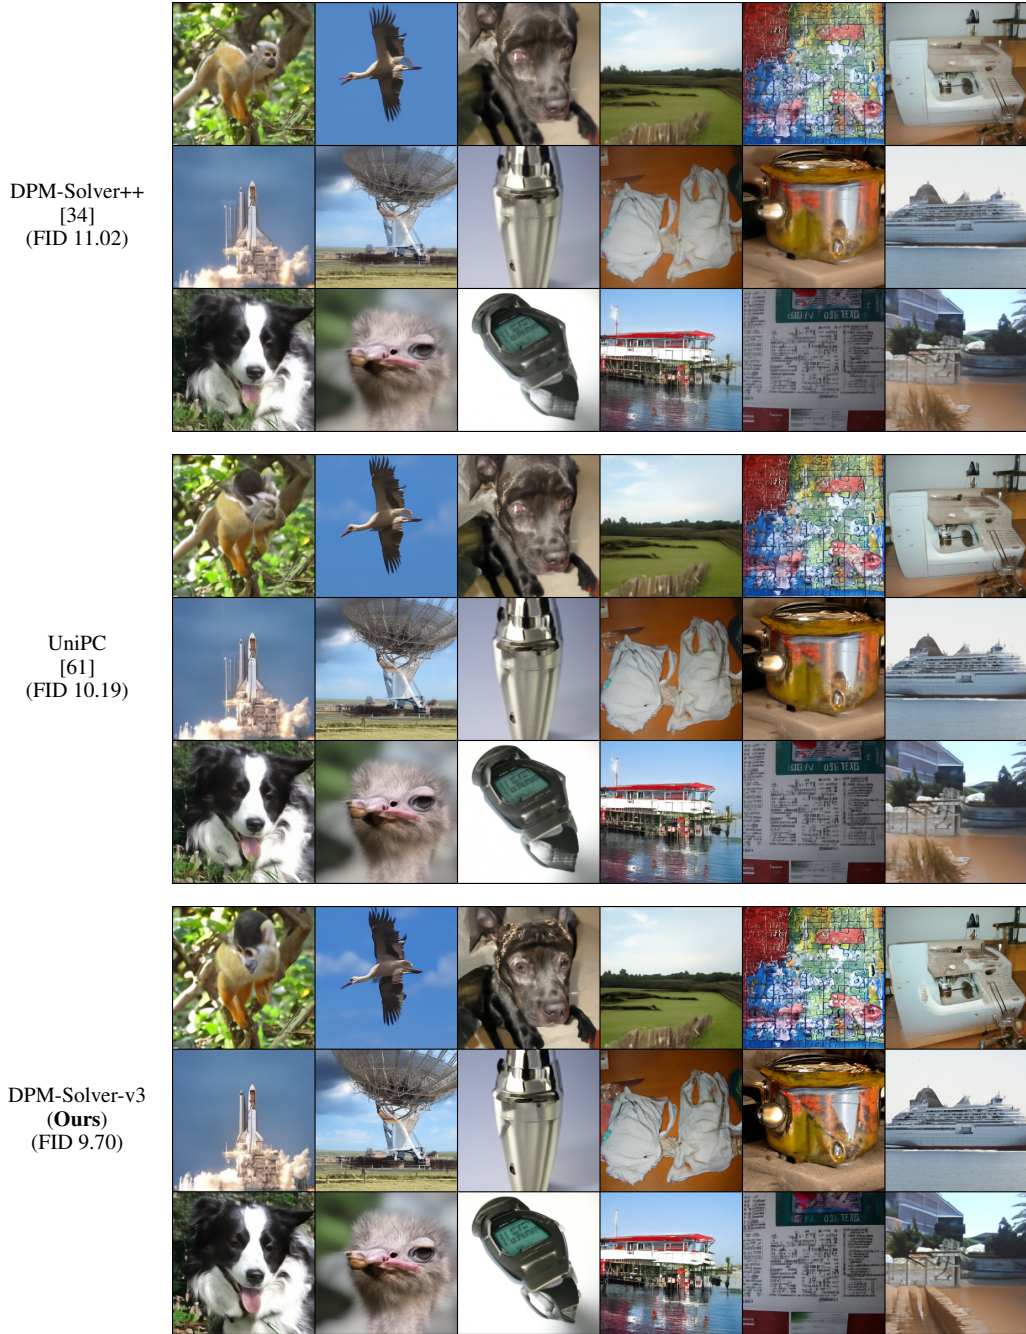 DPM-Solver++
[34]
(FID 11.02)
UniPC
[61]
(FID 10.19)
DPM-Solver-v3
(Ours)
(FID 9.70)